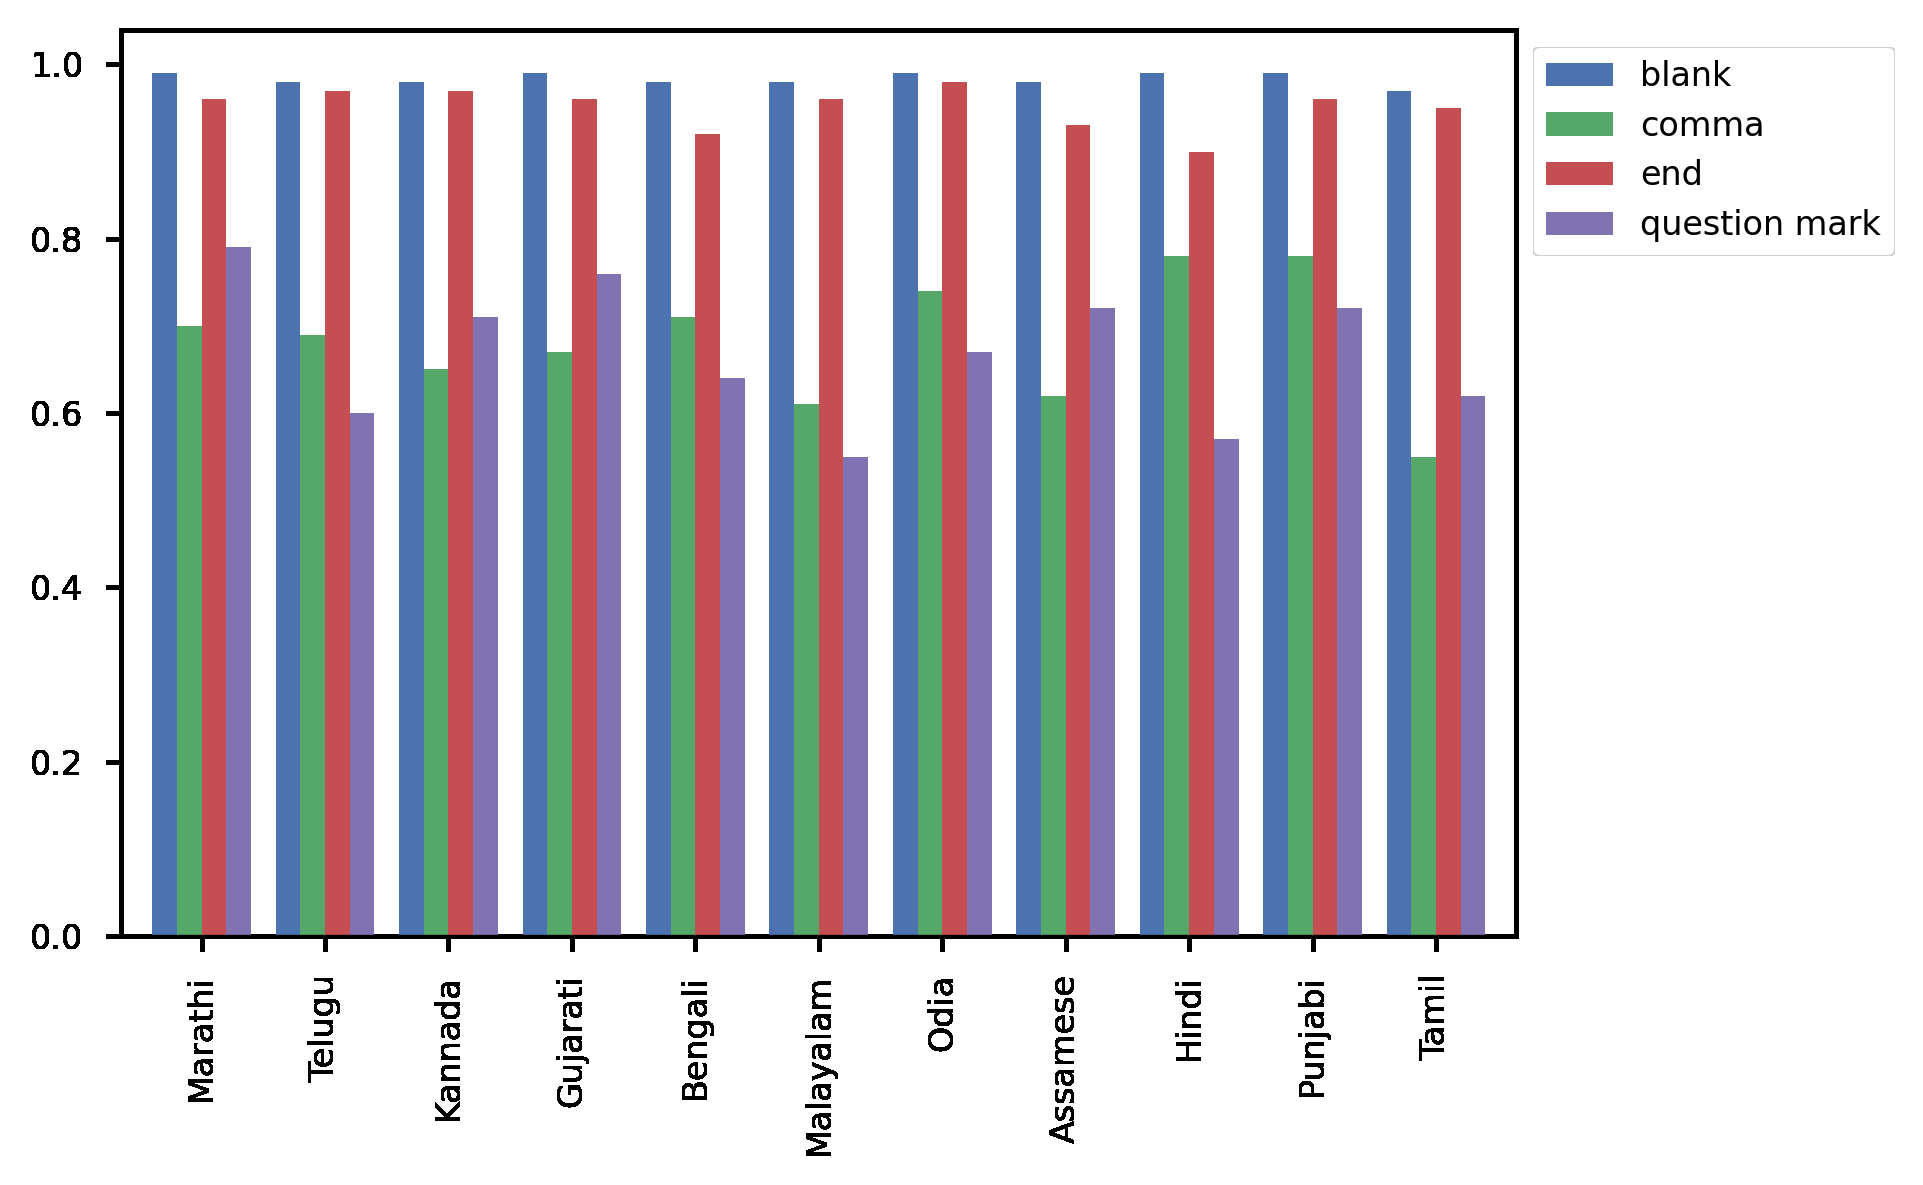 1.0
0.8
0.6
0.4
0.2
0.0
blank
comma
end
question mark
Marathi
Telugu
Kannada
Gujarati
Bengali
Malayalam
Odia
Assamese
Hindi
Punjabi
Tamil